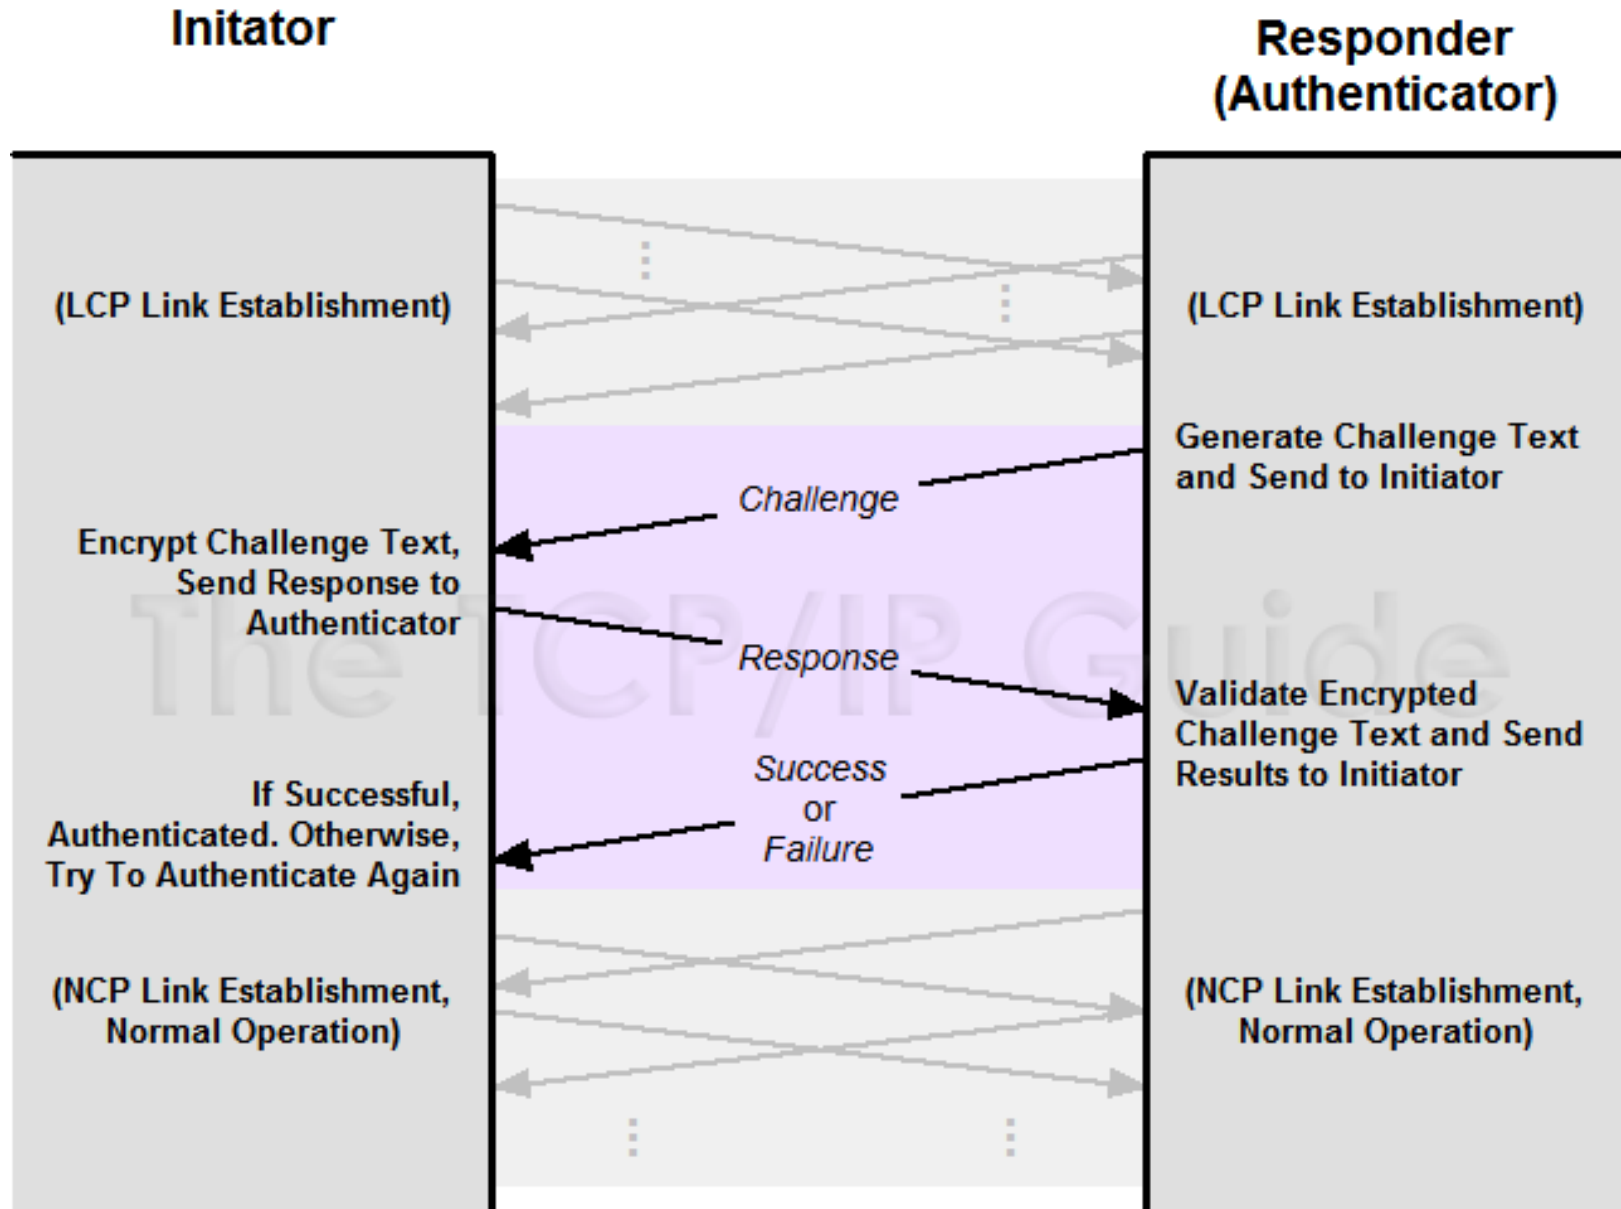 Initator
Responder
(Authenticator)
(LCP Link Establishment)
(LCP Link Establishment)
Generate Challenge Text
and Send to Initiator
Challenge
Encrypt Challenge Text,
Send Response to
Authenticator
The TCP/IP Guide
Response
Validate Encrypted
Challenge Text and Send
Results to Initiator
Success
or
Failure
If Successful,
Authenticated. Otherwise,
Try To Authenticate Again
(NCP Link Establishment,
Normal Operation)
(NCP Link Establishment,
Normal Operation)